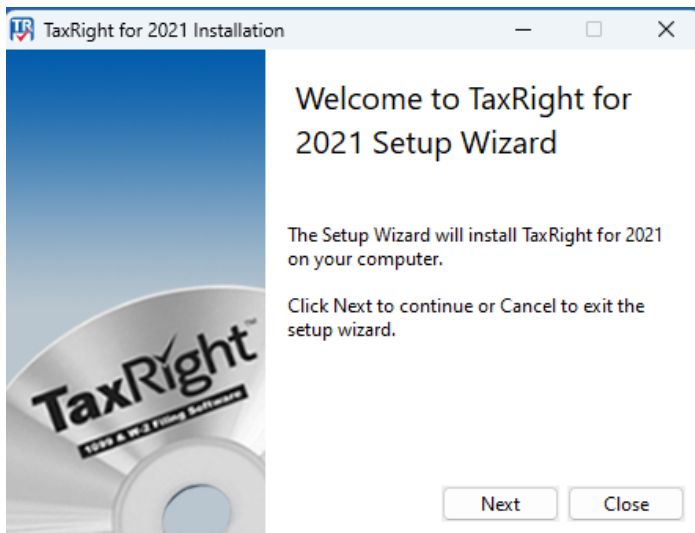 TR
TaxRight for 2021 Installation
Welcome to TaxRight for
2021 Setup Wizard
The Setup Wizard will install TaxRight for 2021
on your computer.
Click Next to continue or Cancel to exit the
setup wizard.
TaxRight™
1099 & W-2 Filing Software
Next
Close